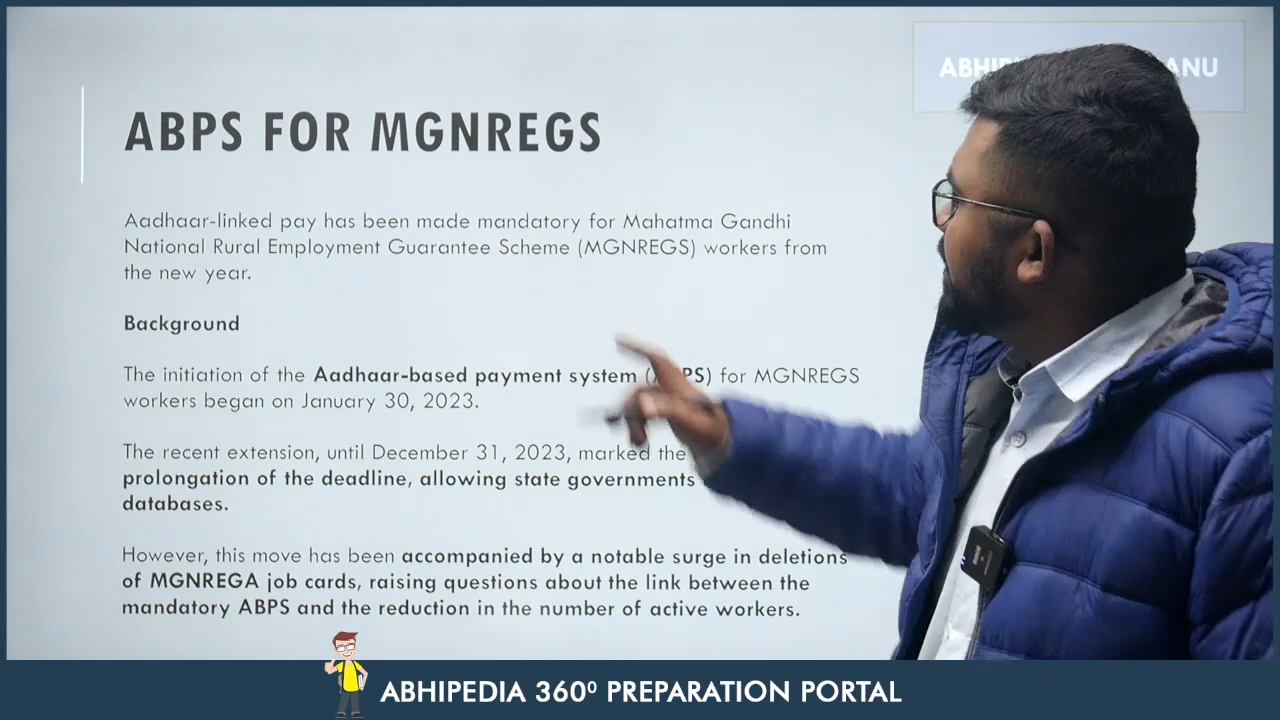 ABPS FOR MGNREGS
Aadhaar-linked pay has been made mandatory for Mahatma Gandhi
National Rural Employment Guarantee Scheme (MGNREGS) workers from
the new year.
Background
The initiation of the Aadhaar-based payment system ( PS) for MGNREGS
workers began on January 30, 2023.
The recent extension, until December 31, 2023, marked the
prolongation of the deadline, allowing state governments
databases.
However, this move has been accompanied by a notable surge in deletions
of MGNREGA job cards, raising questions about the link between the
mandatory ABPS and the reduction in the number of active workers.
ABHIPEDIA 360⁰ PREPARATION PORTAL